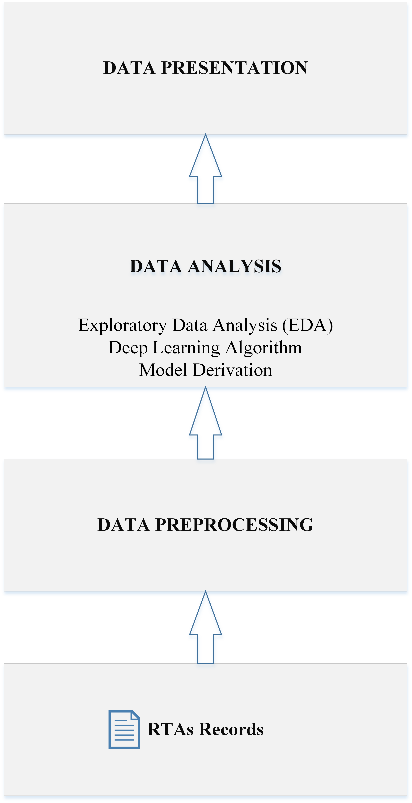 DATA PRESENTATION
DATA ANALYSIS
Exploratory Data Analysis (EDA)
Deep Learning Algorithm
Model Derivation
DATA PREPROCESSING
RTAs Records